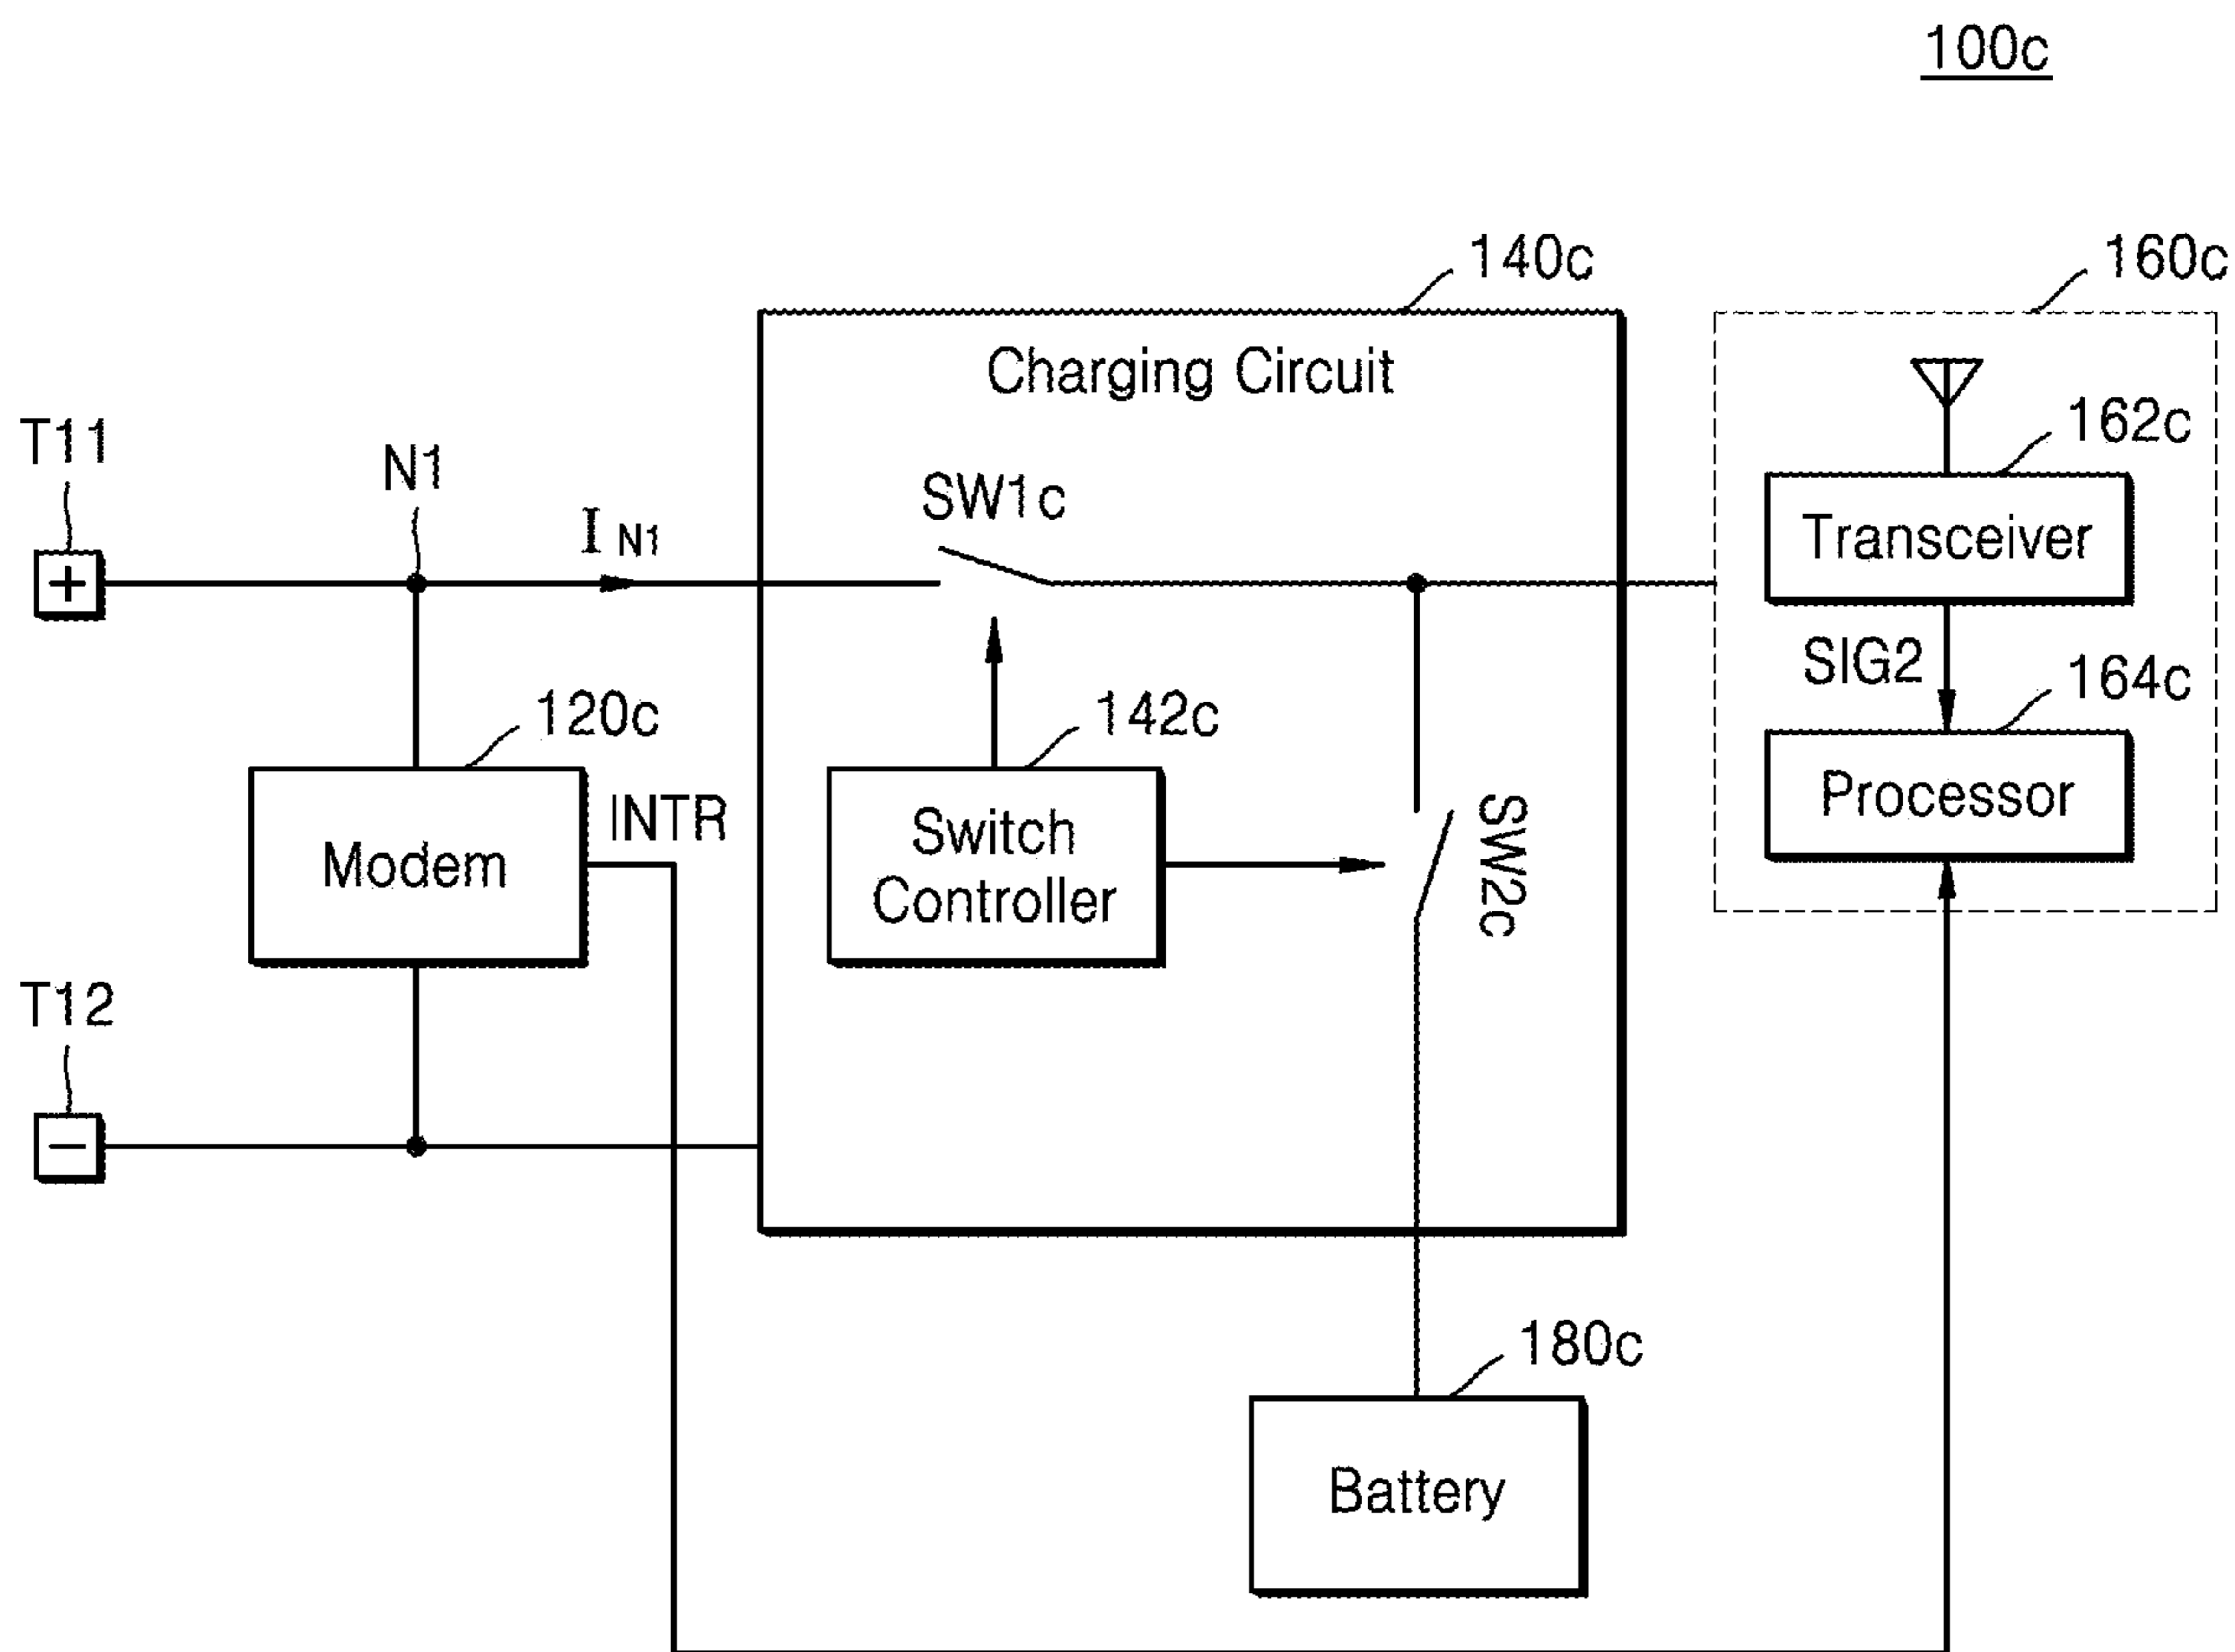 100c
140c
160c
Charging Circuit
T11
N1
I N1
SW1c
162c
+
Transceiver
SIG2
164c
120c
142c
INTR
Modem
Switch
Controller
SW2c
Processor
T12
−
180c
Battery